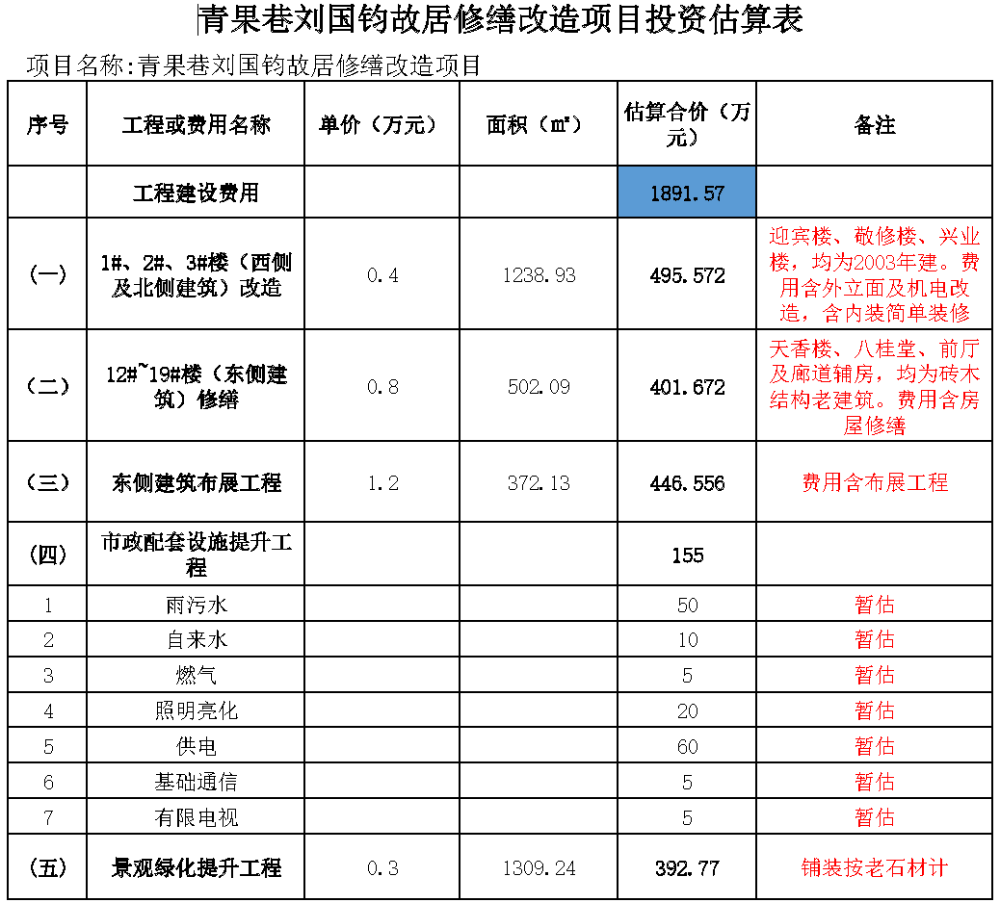 青果巷刘国钧故居修缮改造项目投资估算表
项目名称:青果巷刘国钧故居修缮改造项目
序号 工程或费用名称 单价（万元） 面积（㎡） 估算合价（万
元） 备注
工程建设费用 1891.57
（一） 1#、2#、3#楼（西侧
及北侧建筑）改造 0.4 1238.93 495.572 迎宾楼、敬修楼、兴业
楼，均为2003年建。费
用含外立面及机电改
造，含内装简单装修
（二） 12#~19#楼（东侧建
筑）修缮 0.8 502.09 401.672 天香楼、八桂堂、前厅
及廊道辅房，均为砖木
结构老建筑。费用含房
屋修缮
（三） 东侧建筑布展工程 1.2 372.13 446.556 费用含布展工程
（四） 市政配套设施提升工
程 155
1 雨污水 50 暂估
2 自来水 10 暂估
3 燃气 5 暂估
4 照明亮化 20 暂估
5 供电 60 暂估
6 基础通信 5 暂估
7 有限电视 5 暂估
（五） 景观绿化提升工程 0.3 1309.24 392.77 铺装按老石材计